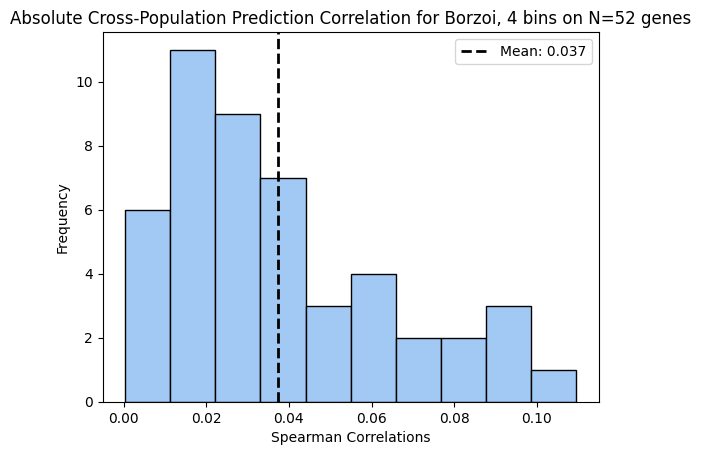 Absolute Cross-Population Prediction Correlation for Borzoi, 4 bins on N=52 genes
Mean: 0.037
Frequency
10
8
6
4
2
0
0.00 0.02 0.04 0.06 0.08 0.10
Spearman Correlations